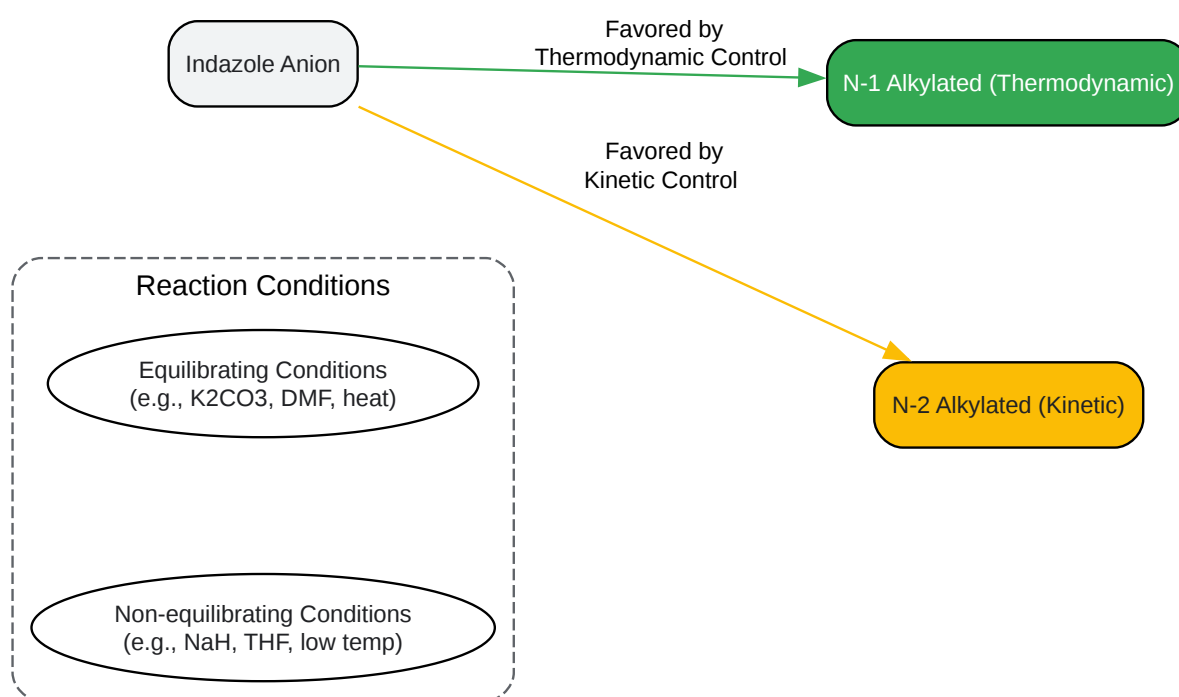 Indazole Anion
Favored by
Thermodynamic Control
N-1 Alkylated (Thermodynamic)
Favored by
Kinetic Control
N-2 Alkylated (Kinetic)
Reaction Conditions
Equilibrating Conditions
(e.g., K2CO3, DMF, heat)
Non-equilibrating Conditions
(e.g., NaH, THF, low temp)